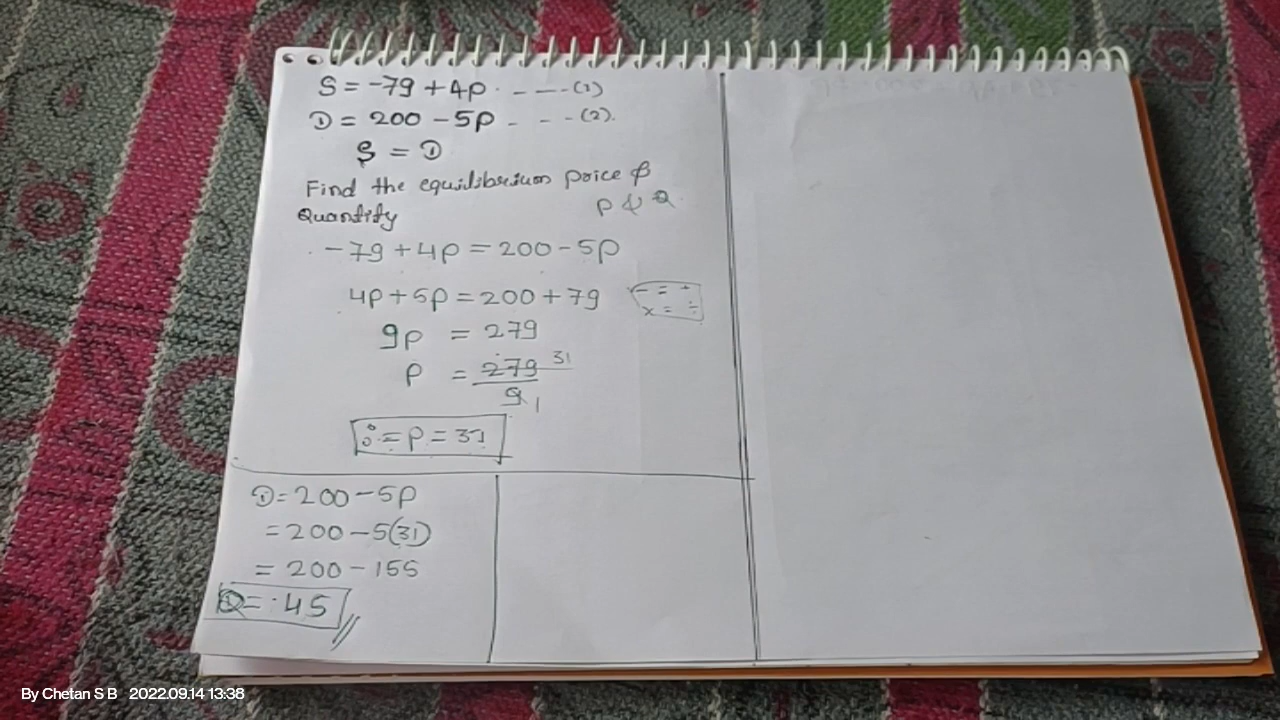 S = -79 + 4P - - - (1)
D = 200 - 5P - - - (2).
S = D
Find the equilibrium price &
Quantity P & Q
-79 + 4P = 200 - 5P
4P + 5P = 200 + 79
- = +
x = ÷
9P = 279
P = 279 31
9 1
P = 31
D = 200 - 5P
= 200 - 5(31)
= 200 - 155
Q = 45
By Chetan S B 2022.09.14 13:38